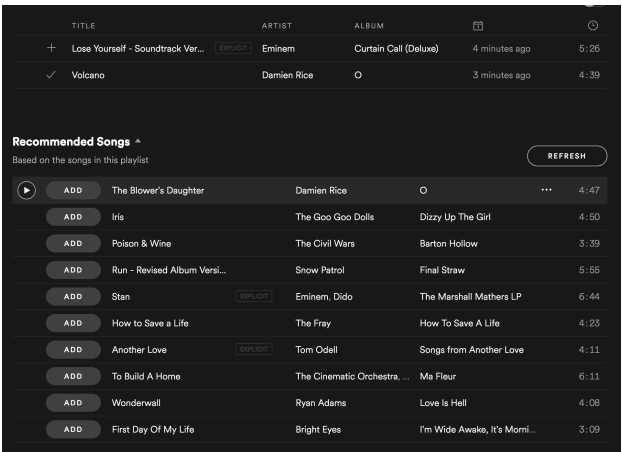 TITLE ARTIST ALBUM
Lose Yourself - Soundtrack Ver... EXPLICIT Eminem Curtain Call (Deluxe) 4 minutes ago 5:26
Volcano Damien Rice O 3 minutes ago 4:39
Recommended Songs
Based on the songs in this playlist
REFRESH
ADD The Blower's Daughter Damien Rice O ... 4:47
ADD Iris The Goo Goo Dolls Dizzy Up The Girl 4:50
ADD Poison & Wine The Civil Wars Barton Hollow 3:39
ADD Run - Revised Album Versi... Snow Patrol Final Straw 5:55
ADD Stan EXPLICIT Eminem, Dido The Marshall Mathers LP 6:44
ADD How to Save a Life The Fray How To Save A Life 4:23
ADD Another Love EXPLICIT Tom Odell Songs from Another Love 4:11
ADD To Build A Home The Cinematic Orchestra, ... Ma Fleur 6:11
ADD Wonderwall Ryan Adams Love Is Hell 4:08
ADD First Day Of My Life Bright Eyes I'm Wide Awake, It's Morni... 3:09